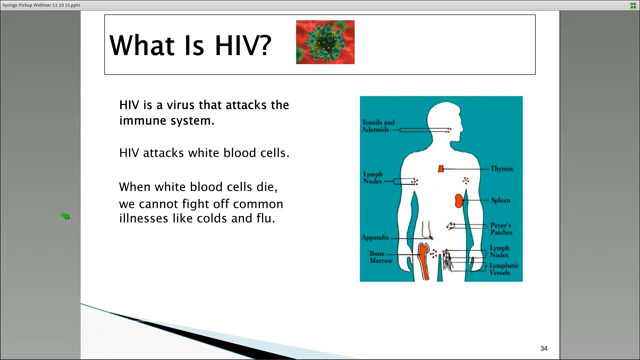 Syringe Pickup Webinar 11 23 15.pptx
What Is HIV?
HIV is a virus that attacks the
immune system.
HIV attacks white blood cells.
When white blood cells die,
we cannot fight off common
illnesses like colds and flu.
Tonsils and
Adenoids
Lymph
Nodes
Appendix
Bone
Marrow
Thymus
Spleen
Peyer's
Patches
Lymph
Nodes
Lymphatic
Vessels
34